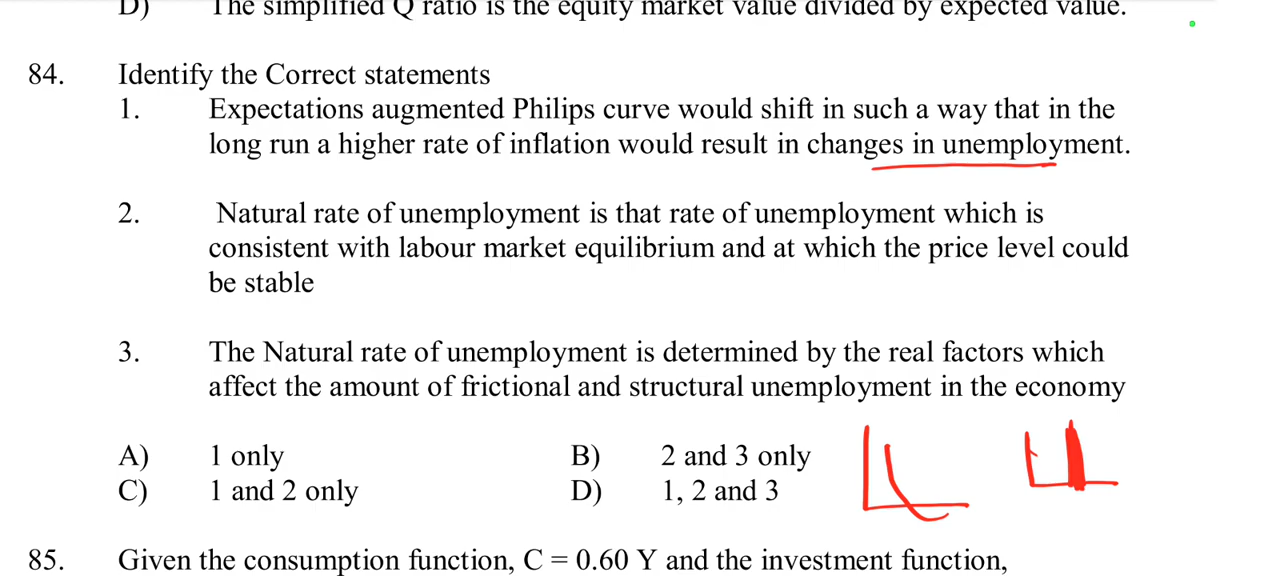 D) The simplified Q ratio is the equity market value divided by expected value.
84. Identify the Correct statements
1. Expectations augmented Philips curve would shift in such a way that in the
long run a higher rate of inflation would result in changes in unemployment.
2. Natural rate of unemployment is that rate of unemployment which is
consistent with labour market equilibrium and at which the price level could
be stable
3. The Natural rate of unemployment is determined by the real factors which
affect the amount of frictional and structural unemployment in the economy
A) 1 only B) 2 and 3 only
C) 1 and 2 only D) 1, 2 and 3
85. Given the consumption function, C = 0.60 Y and the investment function,